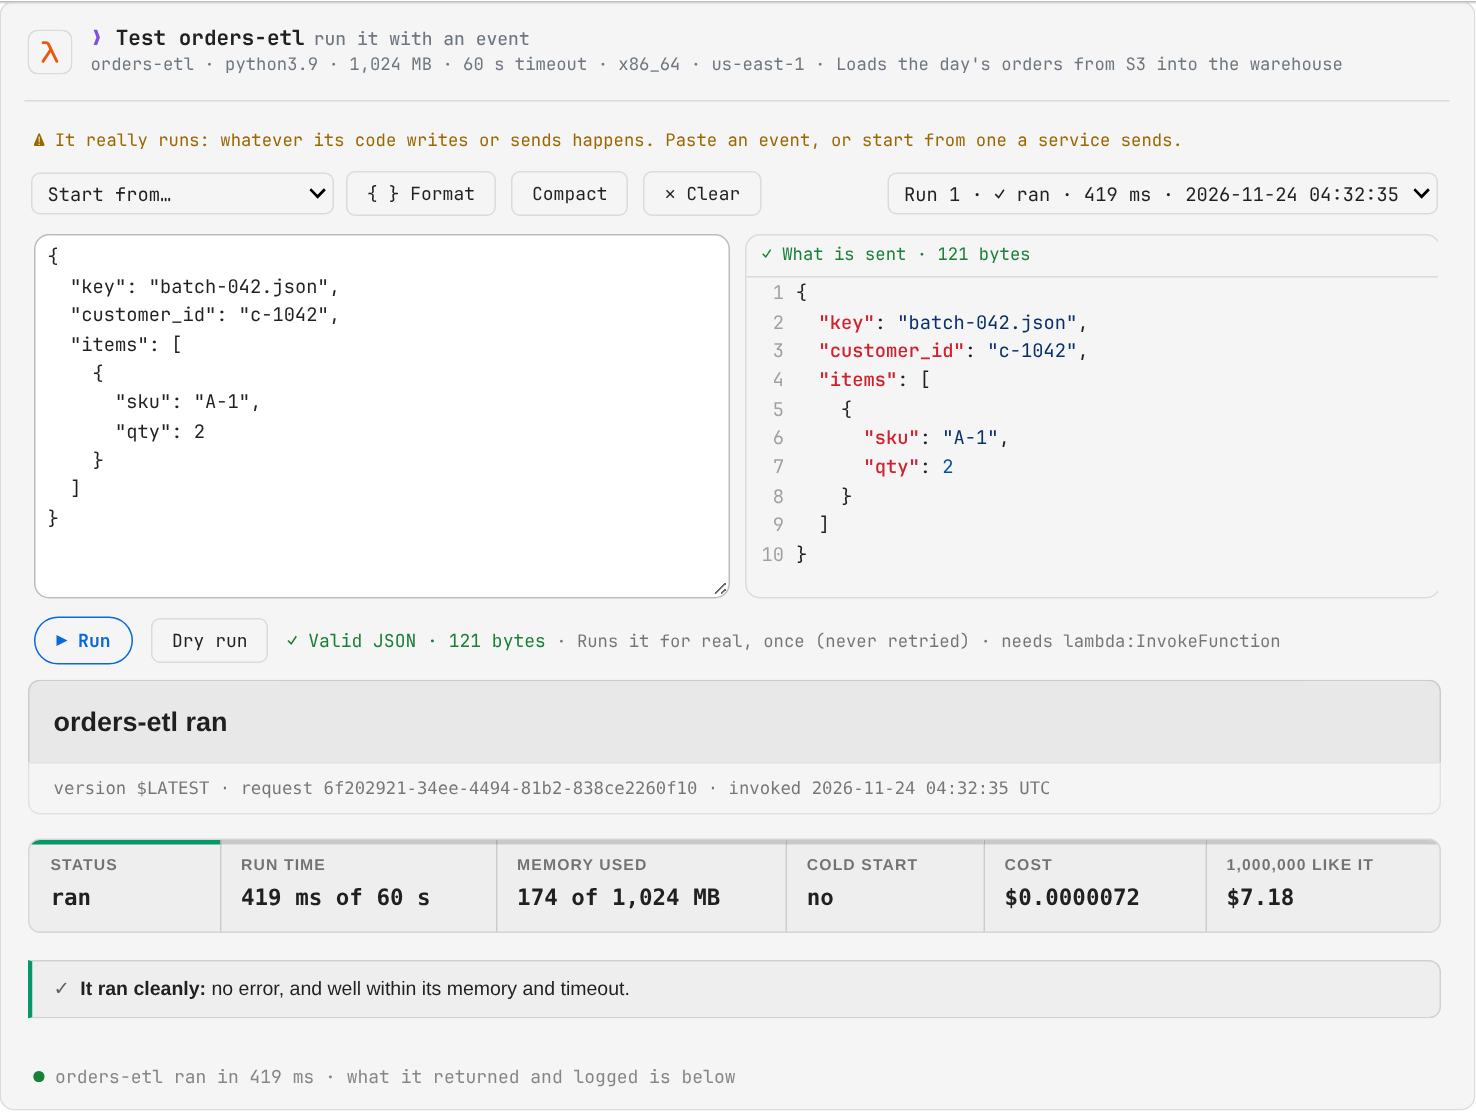 λ
❫ Test orders-etl run it with an event
orders-etl · python3.9 · 1,024 MB · 60 s timeout · x86_64 · us-east-1 · Loads the day's orders from S3 into the warehouse
⚠ It really runs: whatever its code writes or sends happens. Paste an event, or start from one a service sends.
Start from…
{ } Format
Compact
× Clear
Run 1 · ✓ ran · 419 ms · 2026-11-24 04:32:35
{
  "key": "batch-042.json",
  "customer_id": "c-1042",
  "items": [
    {
      "sku": "A-1",
      "qty": 2
    }
  ]
}
✓ What is sent · 121 bytes
1 {
2   "key": "batch-042.json",
3   "customer_id": "c-1042",
4   "items": [
5     {
6       "sku": "A-1",
7       "qty": 2
8     }
9   ]
10 }
▶ Run
Dry run
✓ Valid JSON · 121 bytes · Runs it for real, once (never retried) · needs lambda:InvokeFunction
orders-etl ran
version $LATEST · request 6f202921-34ee-4494-81b2-838ce2260f10 · invoked 2026-11-24 04:32:35 UTC
STATUS
ran
RUN TIME
419 ms of 60 s
MEMORY USED
174 of 1,024 MB
COLD START
no
COST
$0.0000072
1,000,000 LIKE IT
$7.18
✓ It ran cleanly: no error, and well within its memory and timeout.
● orders-etl ran in 419 ms · what it returned and logged is below